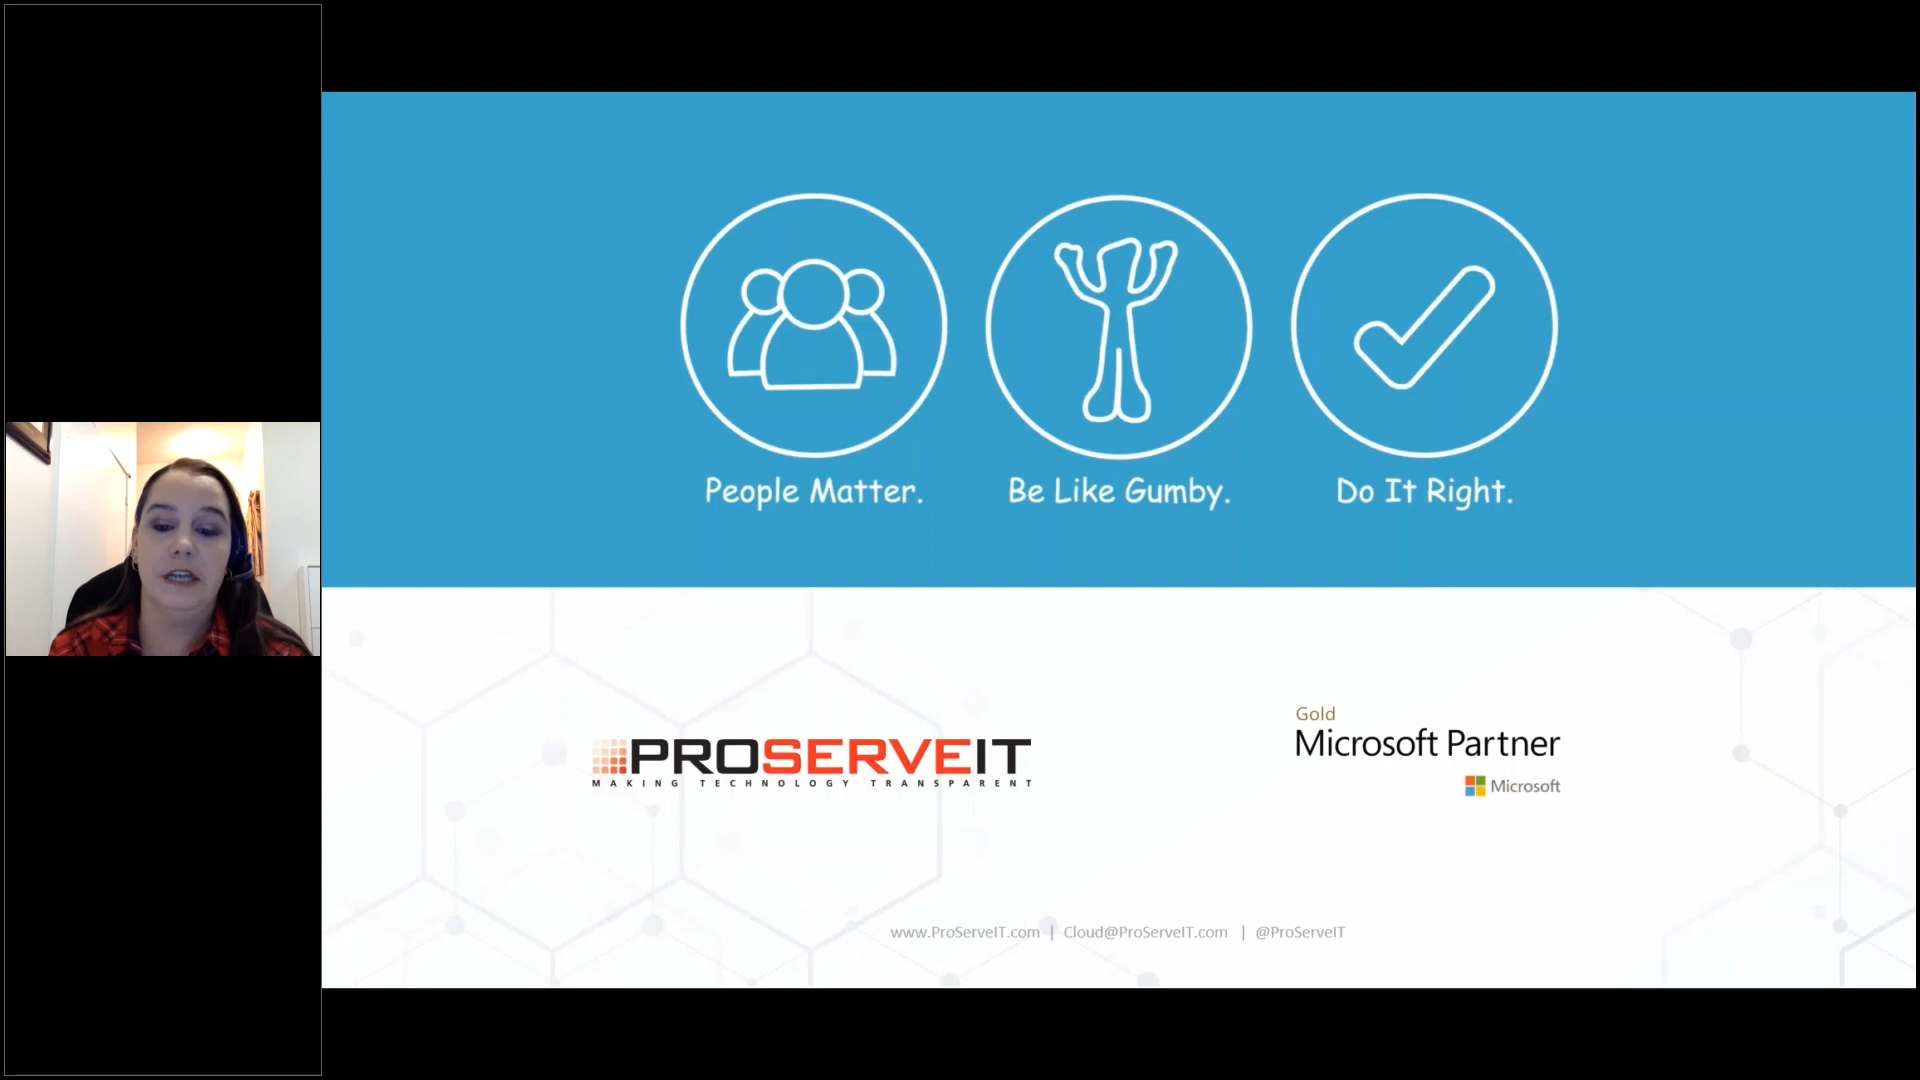 People Matter.
Be Like Gumby.
Do It Right.
PROSERVEIT
MAKING TECHNOLOGY TRANSPARENT
Gold
Microsoft Partner
Microsoft
www.ProServeIT.com | Cloud@ProServeIT.com | @ProServeIT